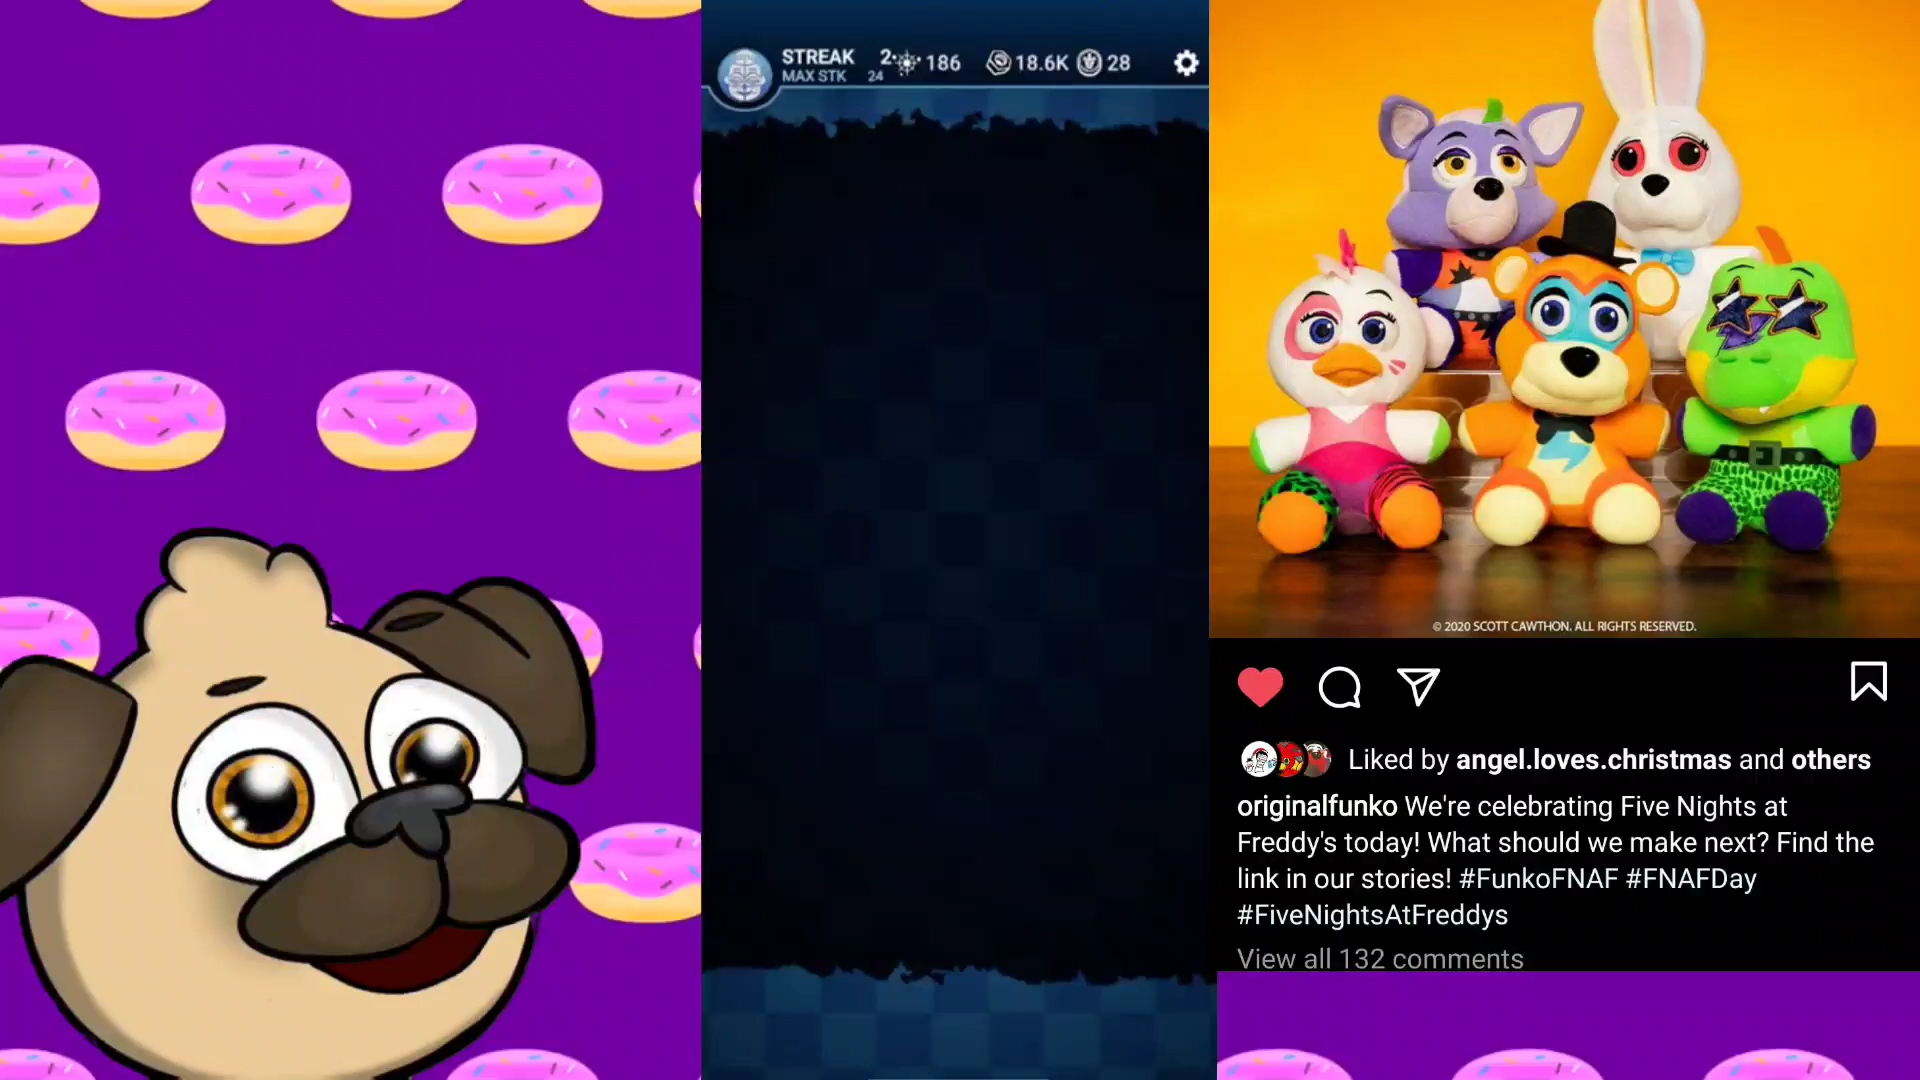 STREAK 2 186 18.6K 28
MAX STK 24
© 2020 SCOTT CAWTHON. ALL RIGHTS RESERVED.
Liked by angel.loves.christmas and others
originalfunko We're celebrating Five Nights at
Freddy's today! What should we make next? Find the
link in our stories! #FunkoFNAF #FNAFDay
#FiveNightsAtFreddys
View all 132 comments